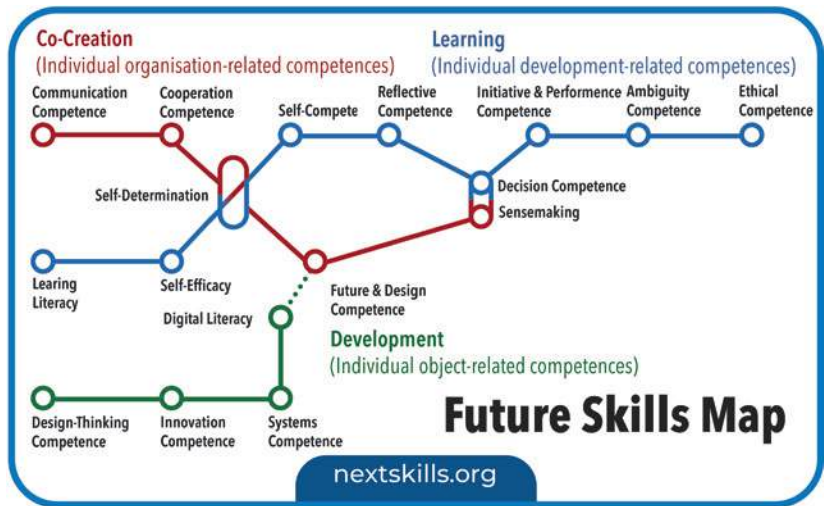 Co-Creation
(Individual organisation-related competences)
Learning
(Individual development-related competences)
Communication
Competence
Cooperation
Competence
Self-Compete
Reflective
Competence
Initiative & Performance
Competence
Ambiguity
Competence
Ethical
Competence
Self-Determination
Decision Competence
Sensemaking
Learing
Literacy
Self-Efficacy
Future & Design
Competence
Digital Literacy
Development
(Individual object-related competences)
Design-Thinking
Competence
Innovation
Competence
Systems
Competence
Future Skills Map
nextskills.org